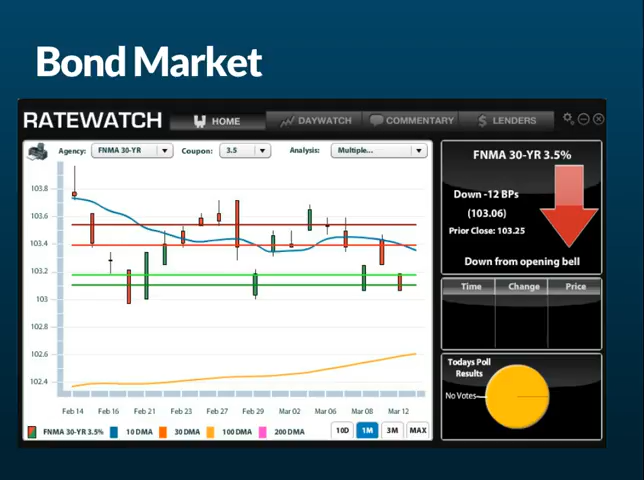 Bond Market
RATEWATCH HOME DAYWATCH COMMENTARY $ LENDERS
Agency: FNMA 30-YR Coupon: 3.5 Analysis: Multiple...
103.8
103.6
103.4
103.2
103
102.8
102.6
102.4
Feb 14 Feb 16 Feb 21 Feb 23 Feb 27 Feb 29 Mar 02 Mar 06 Mar 08 Mar 12
FNMA 30-YR 3.5% 10 DMA 30 DMA 100 DMA 200 DMA 10D 1M 3M MAX
FNMA 30-YR 3.5%
Down -12 BPs
(103.06)
Prior Close: 103.25
Down from opening bell
Time Change Price
Todays Poll
Results
No Votes